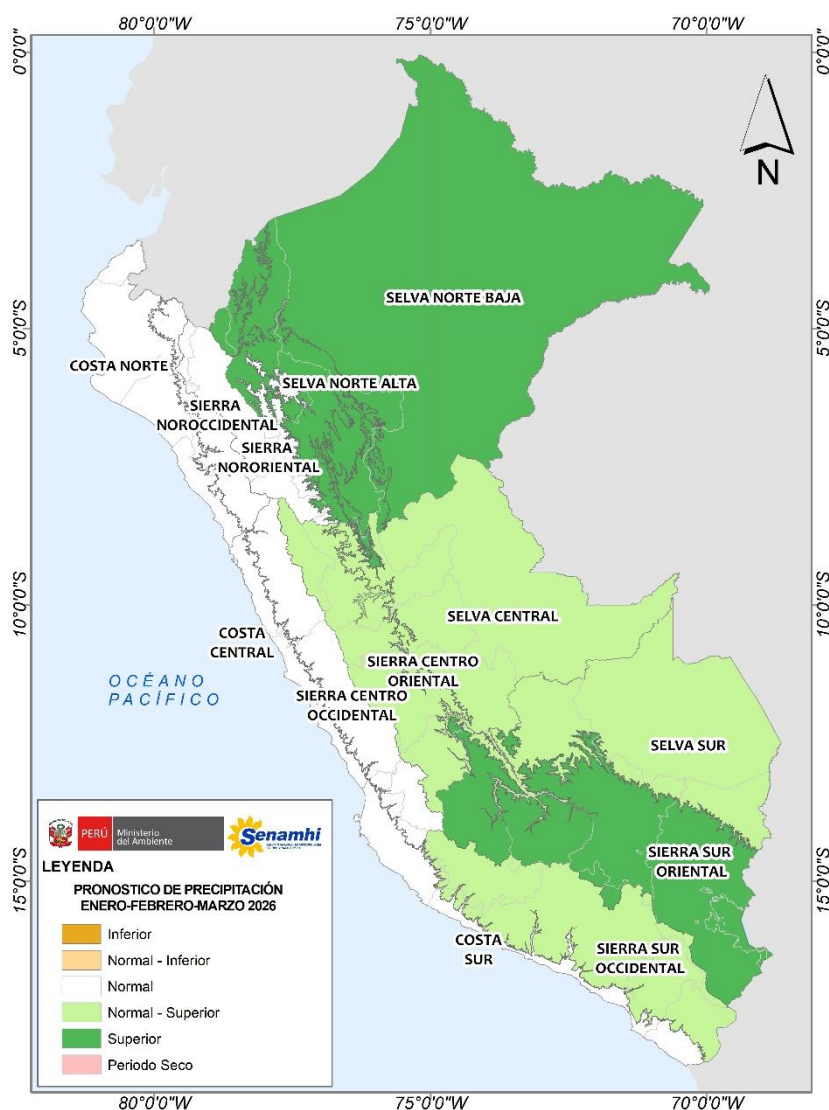 80°0'0"W 75°0'0"W 70°0'0"W
0°0'0" 0°0'0"
N
SELVA NORTE BAJA
5°0'0"S 5°0'0"S
COSTA NORTE
SELVA NORTE ALTA
SIERRA
NOROCCIDENTAL
SIERRA
NORORIENTAL
10°0'0"S 10°0'0"S
SELVA CENTRAL
COSTA
CENTRAL
SIERRA CENTRO
ORIENTAL
OCÉANO
PACÍFICO
SIERRA CENTRO
OCCIDENTAL
SELVA SUR
PERÚ Ministerio
del Ambiente
Senamhi
LEYENDA
PRONOSTICO DE PRECIPITACIÓN
ENERO-FEBRERO-MARZO 2026
Inferior
Normal - Inferior
Normal
Normal - Superior
Superior
Periodo Seco
SIERRA SUR
ORIENTAL
15°0'0"S 15°0'0"S
COSTA
SUR
SIERRA SUR
OCCIDENTAL
80°0'0"W 75°0'0"W 70°0'0"W